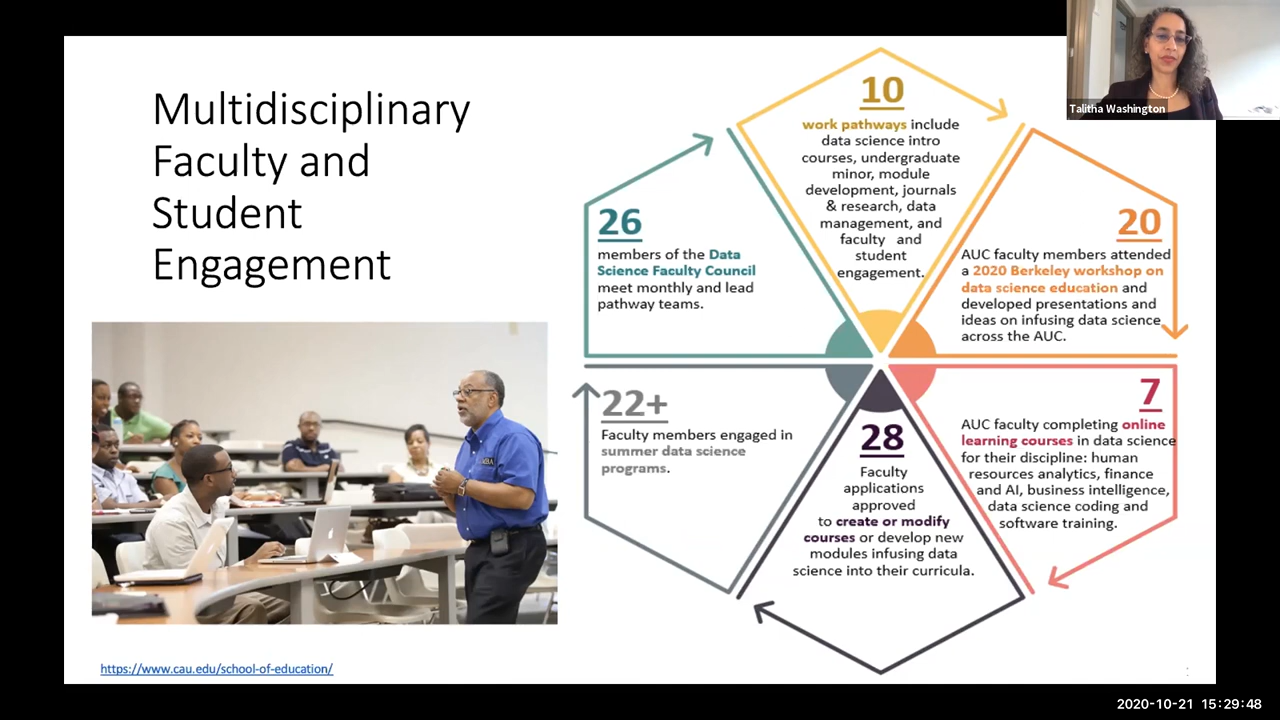 Multidisciplinary
Faculty and
Student
Engagement
10
work pathways include
data science intro
courses, undergraduate
minor, module
development, journals
& research, data
management, and
faculty and
student
engagement.
20
AUC faculty members attended
a 2020 Berkeley workshop on
data science education and
developed presentations and
ideas on infusing data science
across the AUC.
7
AUC faculty completing online
learning courses in data science
for their discipline: human
resources analytics, finance
and AI, business intelligence,
data science coding and
software training.
28
Faculty
applications
approved
to create or modify
courses or develop new
modules infusing data
science into their curricula.
22+
Faculty members engaged in
summer data science
programs.
26
members of the Data
Science Faculty Council
meet monthly and lead
pathway teams.
https://www.cau.edu/school-of-education/
Talitha Washington
2020-10-21 15:29:48